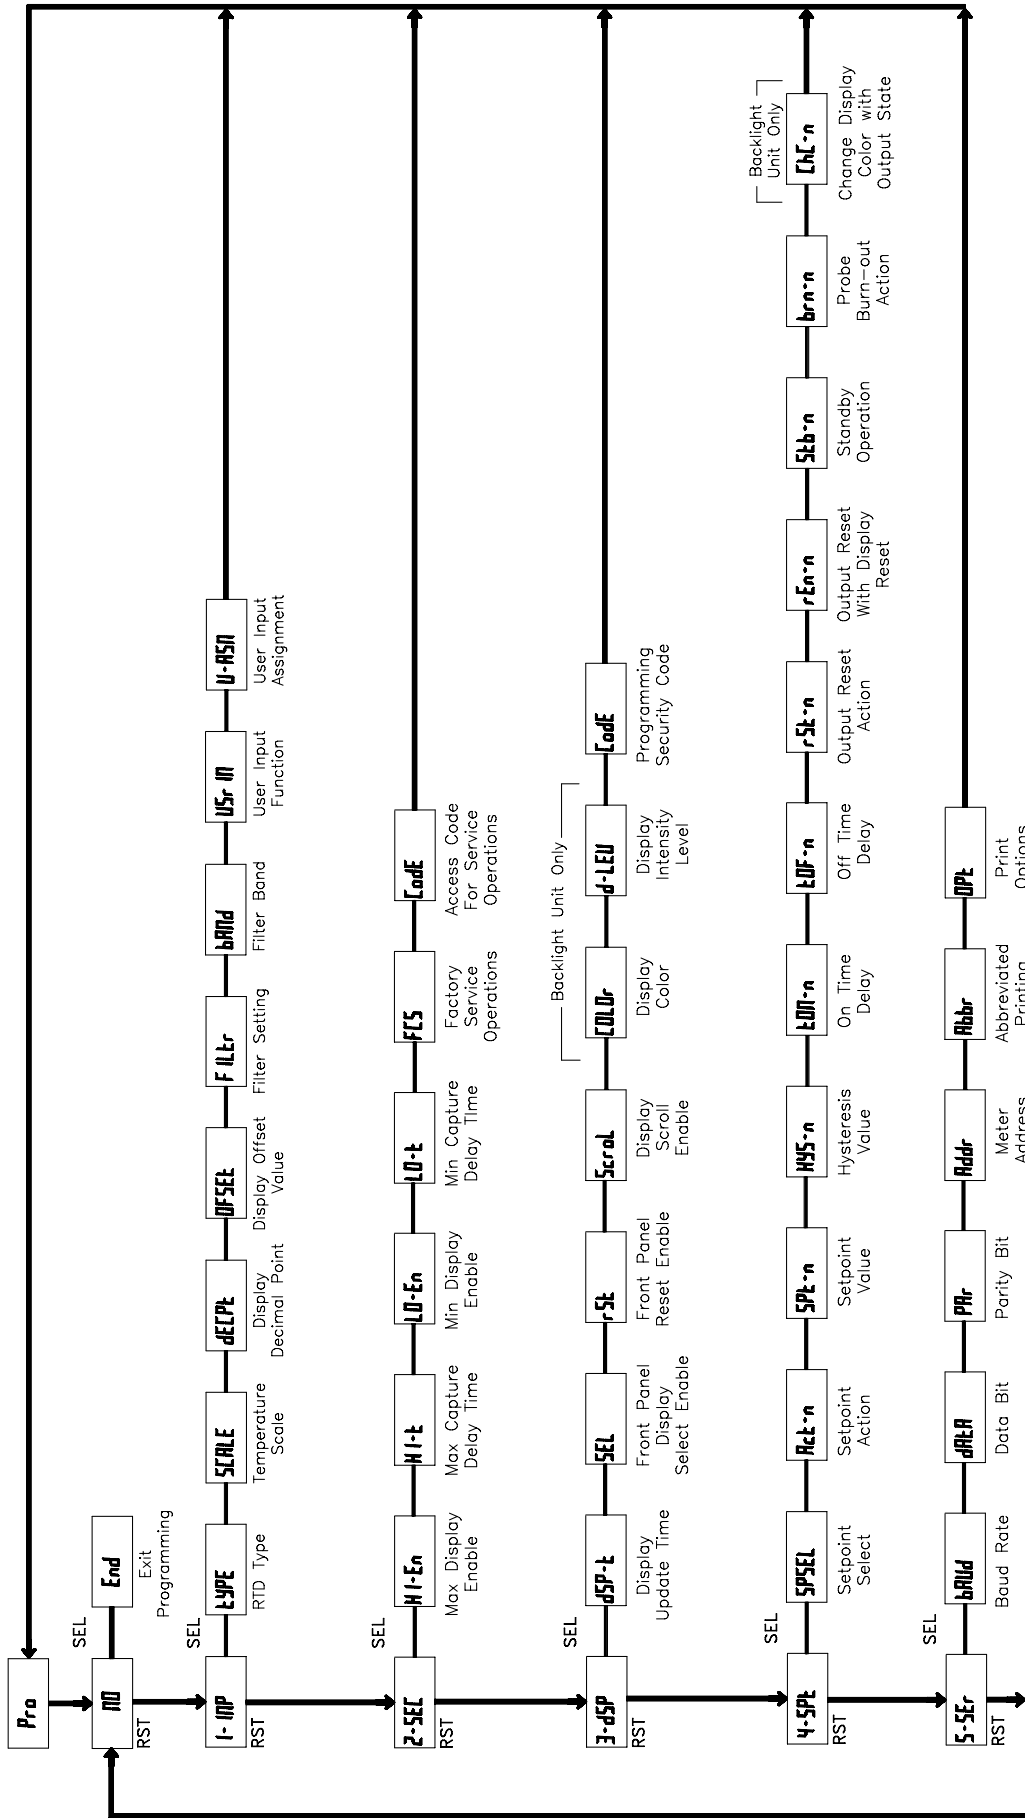 Pro
NO
RST
SEL
End
Exit
Programming
1-INP
RST
SEL
tYPE
RTD Type
SCALE
Temperature
Scale
dECPt
Display
Decimal Point
OFSEt
Display Offset
Value
FILtr
Filter Setting
bANd
Filter Band
USrIN
User Input
Function
U-ASN
User Input
Assignment
2-SEC
RST
SEL
HI-En
Max Display
Enable
HI-t
Max Capture
Delay Time
LO-En
Min Display
Enable
LO-t
Min Capture
Delay TIme
FCS
Factory
Service
Operations
CodE
Access Code
For Service
Operations
3-dSP
RST
SEL
dSP-t
Display
Update Time
SEL
Front Panel
Display
Select Enable
rSt
Front Panel
Reset Enable
ScroL
Display
Scroll
Enable
Backlight Unit Only
COLOr
Display
Color
d-LEV
Display
Intensity
Level
CodE
Programming
Security Code
4-SPt
RST
SEL
SPSEL
Setpoint
Select
Act-n
Setpoint
Action
SPt-n
Setpoint
Value
HYS-n
Hysteresis
Value
tON-n
On Time
Delay
tOF-n
Off Time
Delay
rSt-n
Output Reset
Action
rEn-n
Output Reset
With Display
Reset
Stb-n
Standby
Operation
brn-n
Probe
Burn-out
Action
Backlight
Unit Only
ChC-n
Change Display
Color with
Output State
5-SEr
RST
SEL
bAUd
Baud Rate
dAtA
Data Bit
PAr
Parity Bit
Addr
Meter
Address
Abbr
Abbreviated
Printing
OPt
Print
Options